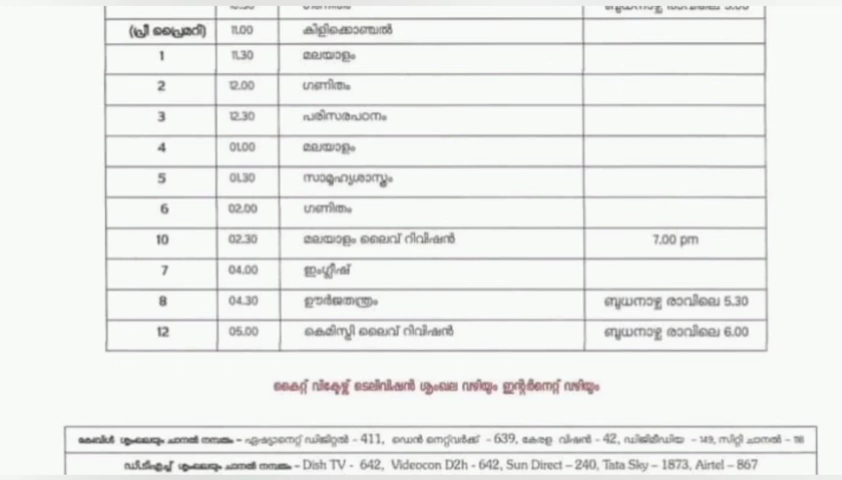 (പ്രീ പ്രൈമറി) 11.00 കിളിക്കൊഞ്ചൽ
1 11.30 മലയാളം
2 12.00 ഗണിതം
3 12.30 പരിസരപഠനം
4 01.00 മലയാളം
5 01.30 സാമൂഹ്യശാസ്ത്രം
6 02.00 ഗണിതം
10 02.30 മലയാളം ലൈവ് റിവിഷൻ 7.00 pm
7 04.00 ഇംഗ്ലീഷ്
8 04.30 ഊർജതന്ത്രം ബുധനാഴ്ച രാവിലെ 5.30
12 05.00 കെമിസ്ട്രി ലൈവ് റിവിഷൻ ബുധനാഴ്ച രാവിലെ 6.00
കൈറ്റ് വിക്ടേഴ്സ് ടെലിവിഷൻ ശൃംഖല വഴിയും ഇന്റർനെറ്റ് വഴിയും
കേബിൾ ശൃംഖലയും ചാനൽ നമ്പരും – ഏഷ്യാനെറ്റ് ഡിജിറ്റൽ - 411, ഡെൻ നെറ്റ്‌വർക്ക് - 639, കേരള വിഷൻ - 42, ഡിജിമീഡിയ - 149, സിറ്റി ചാനൽ – 116
ഡി.ടി.എച്ച് ശൃംഖലയും ചാനൽ നമ്പരും – Dish TV - 642, Videocon D2h - 642, Sun Direct – 240, Tata Sky – 1873, Airtel – 867